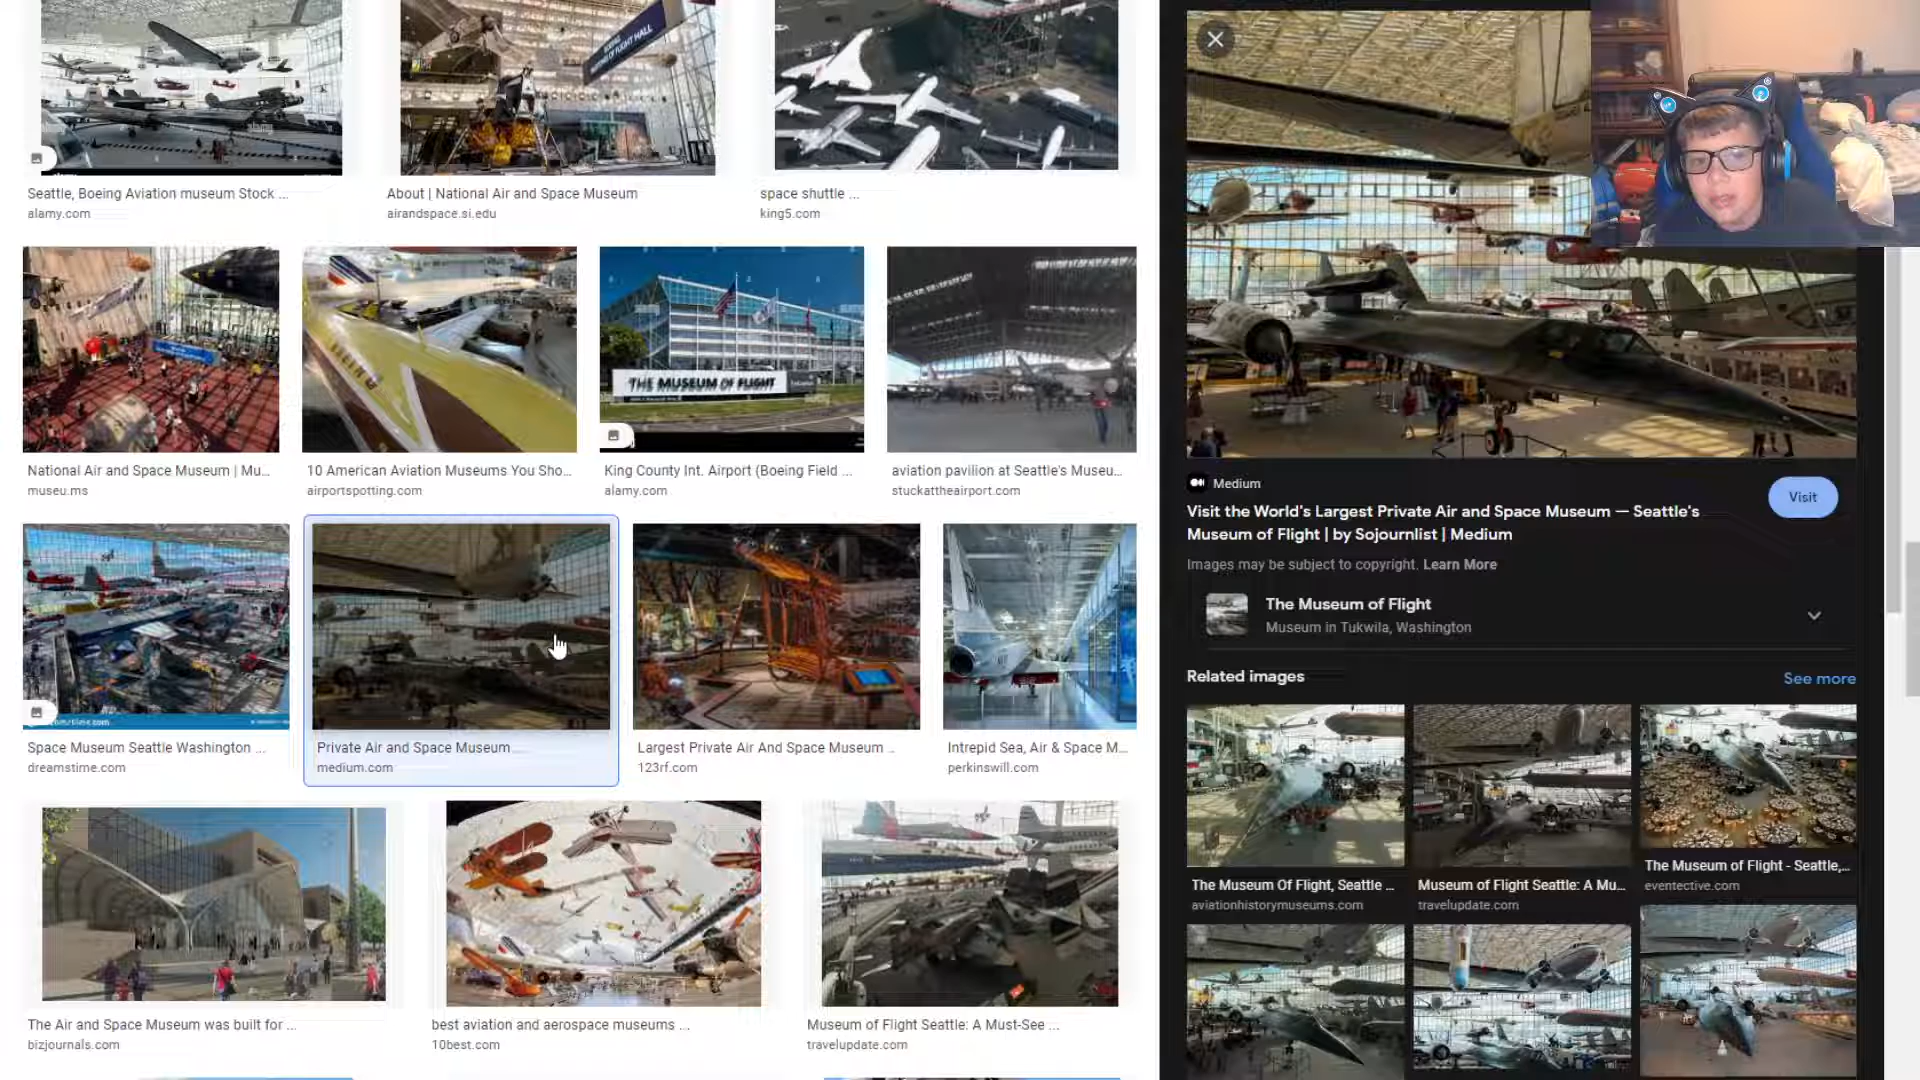 BOEING
MILESTONES OF FLIGHT HALL
alamy
Seattle, Boeing Aviation museum Stock ...
alamy.com
About | National Air and Space Museum
airandspace.si.edu
space shuttle ...
king5.com
THE MUSEUM OF FLIGHT
National Air and Space Museum | Mu...
museu.ms
10 American Aviation Museums You Sho...
airportspotting.com
King County Int. Airport (Boeing Field ...
alamy.com
aviation pavilion at Seattle's Museu...
stuckattheairport.com
Space Museum Seattle Washington ...
dreamstime.com
Private Air and Space Museum ...
medium.com
Largest Private Air And Space Museum ..
123rf.com
Intrepid Sea, Air & Space M...
perkinswill.com
The Air and Space Museum was built for ...
bizjournals.com
best aviation and aerospace museums ...
10best.com
Museum of Flight Seattle: A Must-See ...
travelupdate.com
Medium
Visit
Visit the World's Largest Private Air and Space Museum — Seattle's
Museum of Flight | by Sojournlist | Medium
Images may be subject to copyright. Learn More
The Museum of Flight
Museum in Tukwila, Washington
Related images
See more
The Museum Of Flight, Seattle ...
aviationhistorymuseums.com
Museum of Flight Seattle: A Mu...
travelupdate.com
The Museum of Flight - Seattle,...
eventective.com